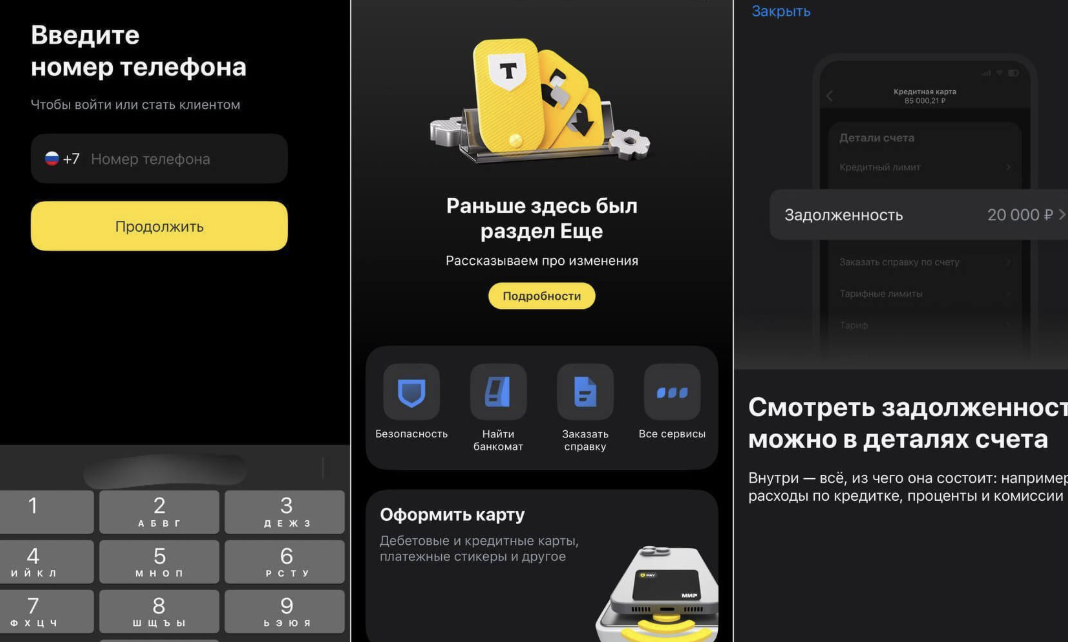 Введите
номер телефона
Чтобы войти или стать клиентом
+7 Номер телефона
Продолжить
1
2
АБВГ
3
ДЕЖЗ
4
ИЙКЛ
5
МНОП
6
РСТУ
7
ФХЦЧ
8
ШЩЪЫ
9
ЬЭЮЯ
Т
Раньше здесь был
раздел Еще
Рассказываем про изменения
Подробности
Безопасность
Найти
банкомат
Заказать
справку
Все сервисы
Оформить карту
Дебетовые и кредитные карты,
платежные стикеры и другое
PAY
МИР
Закрыть
Кредитная карта
85 000,21 ₽
Детали счета
Кредитный лимит
Задолженность 20 000 ₽
Заказать справку по счету
Тарифные лимиты
Тариф
Смотреть задолженност
можно в деталях счета
Внутри — всё, из чего она состоит: например
расходы по кредитке, проценты и комиссии